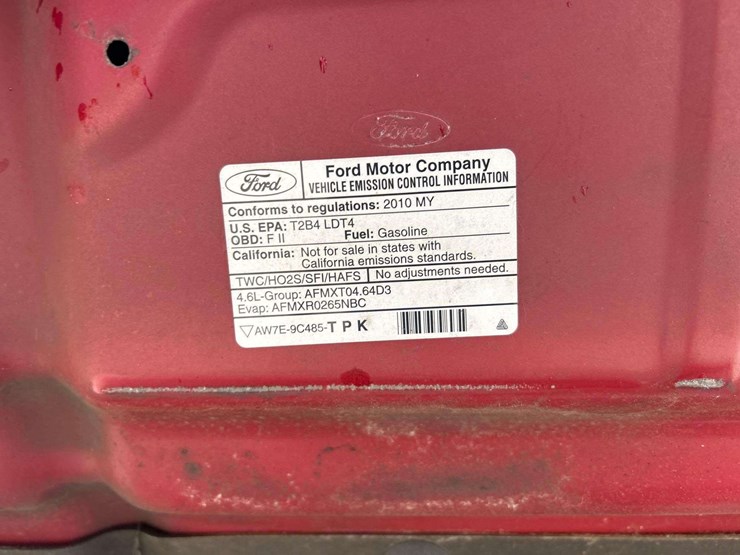 Ford
Ford
Ford Motor Company
VEHICLE EMISSION CONTROL INFORMATION
Conforms to regulations: 2010 MY
U.S. EPA: T2B4 LDT4
OBD: F II Fuel: Gasoline
California: Not for sale in states with
California emissions standards.
TWC/HO2S/SFI/HAFS No adjustments needed.
4.6L-Group: AFMXT04.64D3
Evap: AFMXR0265NBC
AW7E-9C485-T P K